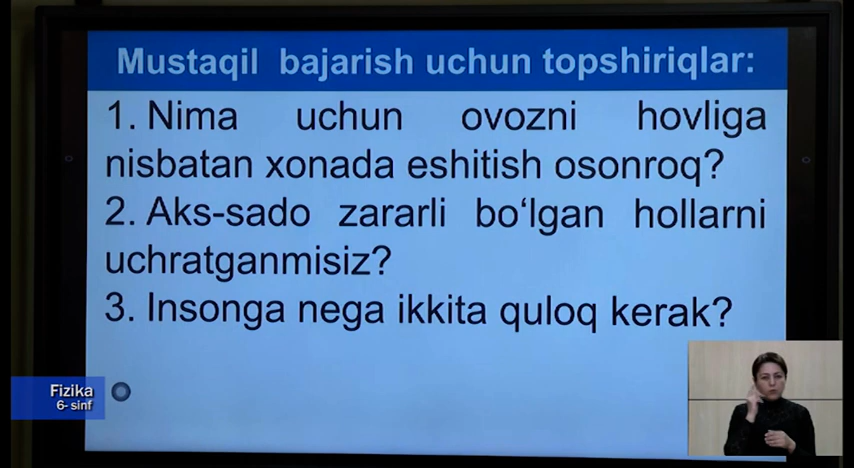 Mustaqil bajarish uchun topshiriqlar:
1. Nima uchun ovozni hovliga
nisbatan xonada eshitish osonroq?
2. Aks-sado zararli bo‘lgan hollarni
uchratganmisiz?
3. Insonga nega ikkita quloq kerak?
Fizika
6- sinf